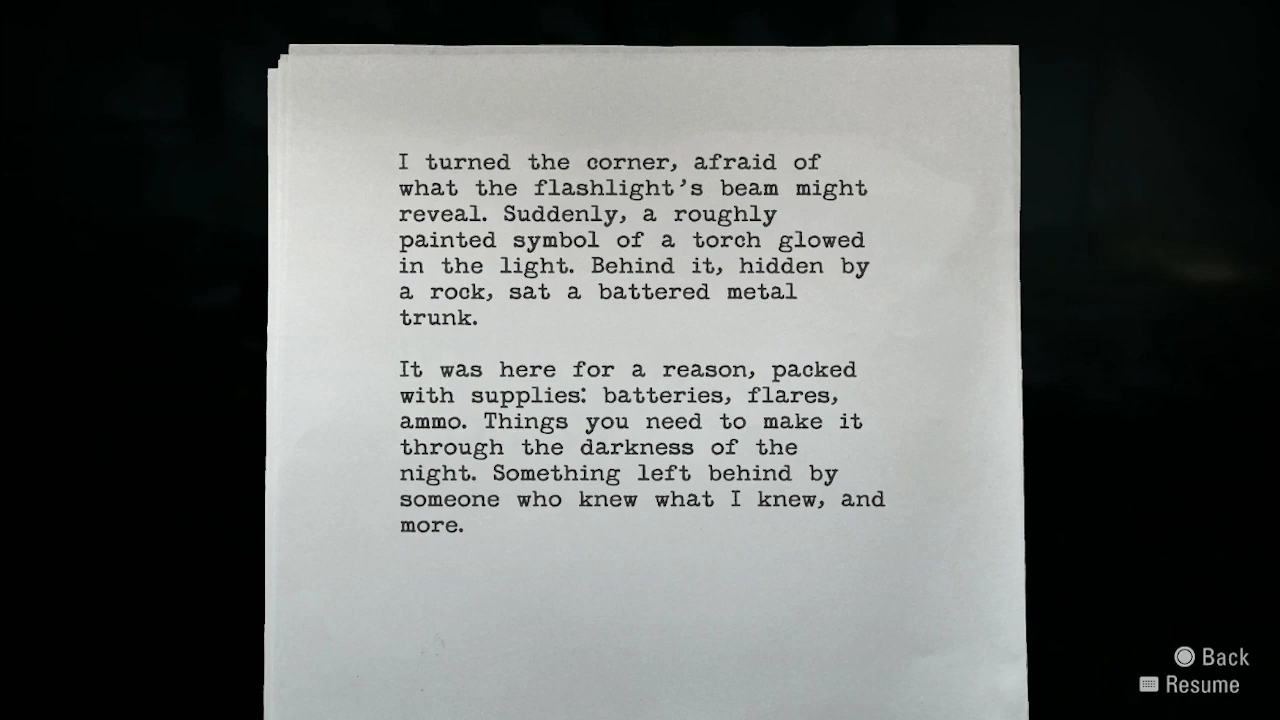 I turned the corner, afraid of
what the flashlight's beam might
reveal. Suddenly, a roughly
painted symbol of a torch glowed
in the light. Behind it, hidden by
a rock, sat a battered metal
trunk.
It was here for a reason, packed
with supplies: batteries, flares,
ammo. Things you need to make it
through the darkness of the
night. Something left behind by
someone who knew what I knew, and
more.
Back
Resume